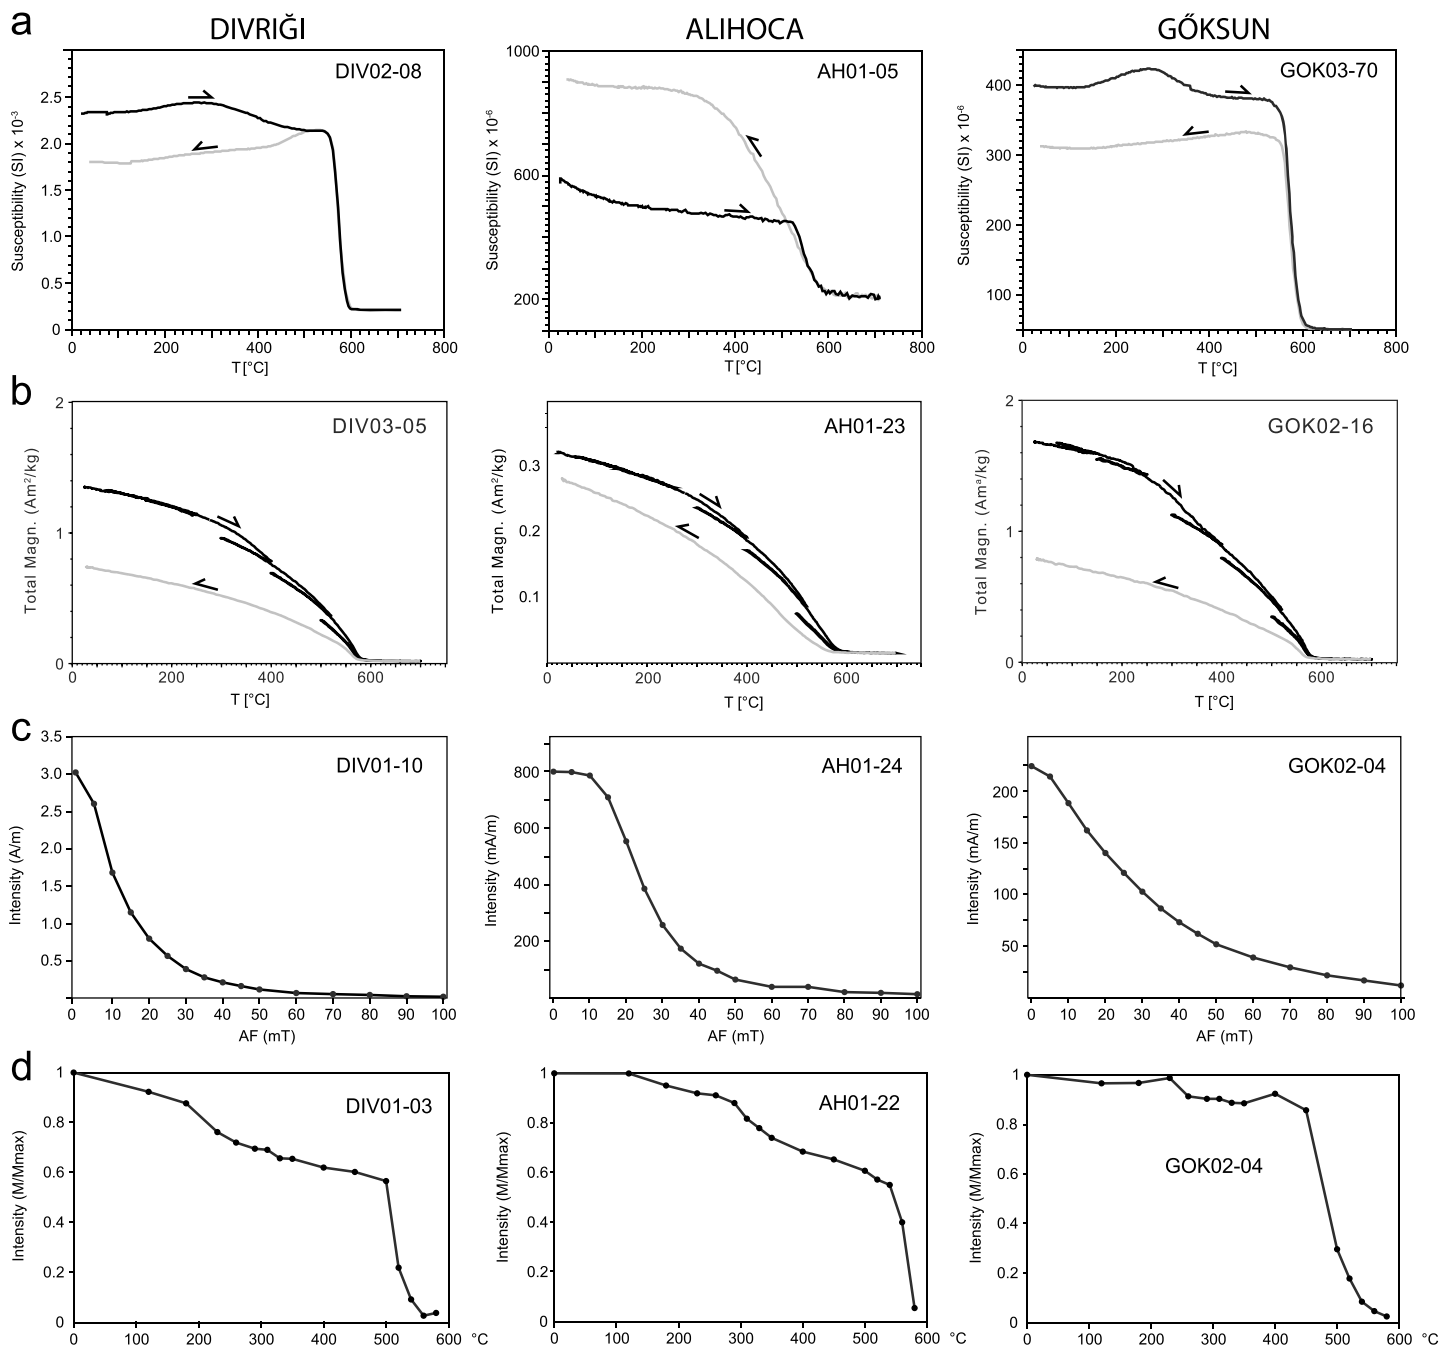 a
DIVRIĞI
ALIHOCA
GŐKSUN
DIV02-08
2.5
2.0
1.5
1.0
0.5
0
Susceptibility (SI) x 10-3
0 200 400 600 800
T [°C]
AH01-05
1000
600
200
Susceptibility (SI) x 10-6
0 200 400 600 800
T [°C]
GOK03-70
400
300
200
100
Susceptibility (SI) x 10-6
0 200 400 600 800
T [°C]
b
DIV03-05
2
1
0
Total Magn. (Am2/kg)
0 200 400 600
T [°C]
AH01-23
0.3
0.2
0.1
Total Magn. (Am2/kg)
0 200 400 600
T [°C]
GOK02-16
2
1
0
Total Magn. (Am³/kg)
0 200 400 600
T [°C]
c
DIV01-10
3.5
3.0
2.5
2.0
1.5
1.0
0.5
Intensity (A/m)
0 10 20 30 40 50 60 70 80 90 100
AF (mT)
AH01-24
800
600
400
200
Intensity (mA/m)
0 10 20 30 40 50 60 70 80 90 100
AF (mT)
GOK02-04
200
150
100
50
Intensity (mA/m)
0 10 20 30 40 50 60 70 80 90 100
AF (mT)
d
DIV01-03
1
0.8
0.6
0.4
0.2
0
Intensity (M/Mmax)
0 100 200 300 400 500 600 °C
AH01-22
1
0.8
0.6
0.4
0.2
0
Intensity (M/Mmax)
0 100 200 300 400 500 600 °C
GOK02-04
1
0.8
0.6
0.4
0.2
0
Intensity (M/Mmax)
0 100 200 300 400 500 600 °C